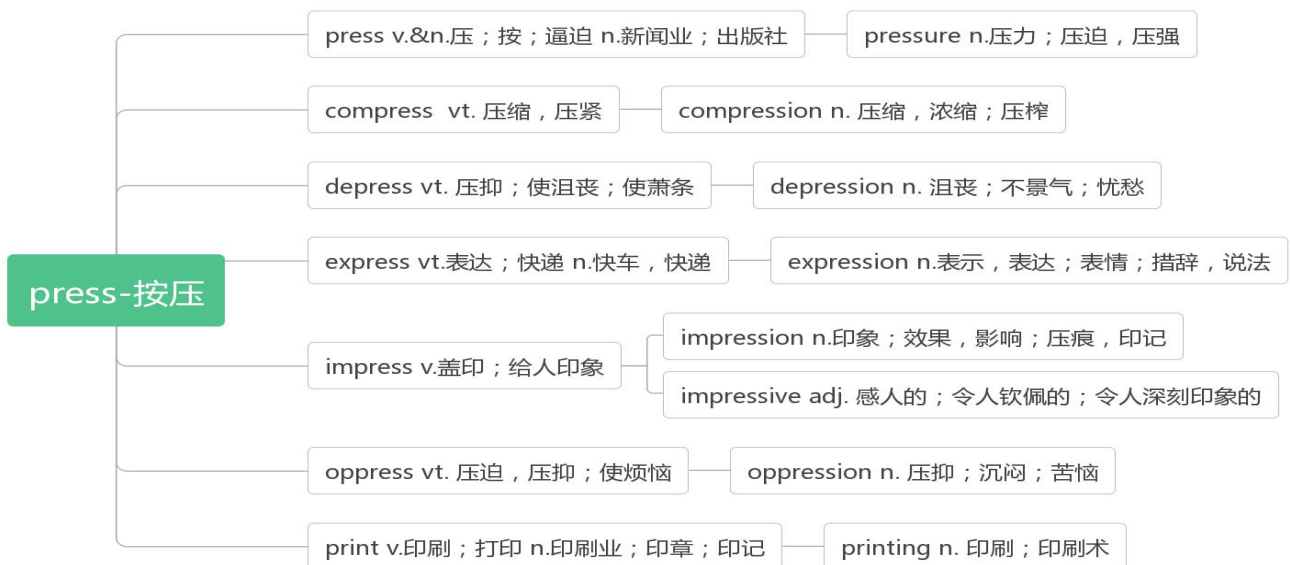 press v.&n.压；按；逼迫 n.新闻业；出版社
pressure n.压力；压迫，压强
compress  vt. 压缩，压紧
compression n. 压缩，浓缩；压榨
depress vt. 压抑；使沮丧；使萧条
depression n. 沮丧；不景气；忧愁
express vt.表达；快递 n.快车，快递
expression n.表示，表达；表情；措辞，说法
press-按压
impress v.盖印；给人印象
impression n.印象；效果，影响；压痕，印记
impressive adj. 感人的；令人钦佩的；令人深刻印象的
oppress vt. 压迫，压抑；使烦恼
oppression n. 压抑；沉闷；苦恼
print v.印刷；打印 n.印刷业；印章；印记
printing n. 印刷；印刷术